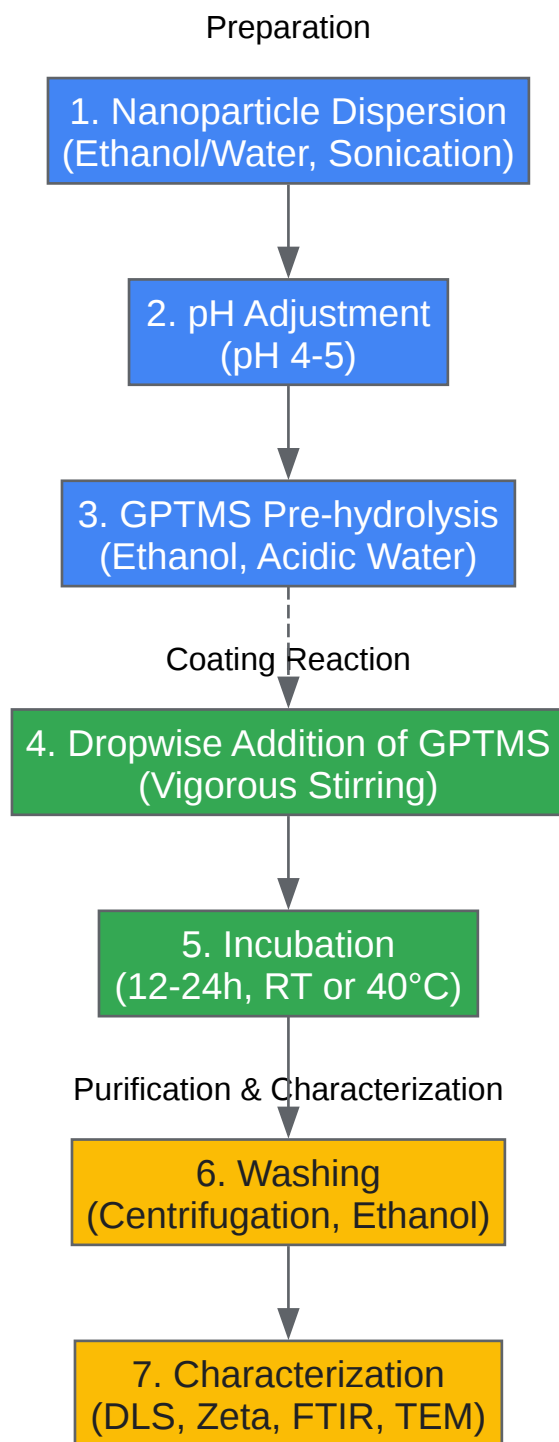 Preparation
1. Nanoparticle Dispersion
(Ethanol/Water, Sonication)
2. pH Adjustment
(pH 4-5)
3. GPTMS Pre-hydrolysis
(Ethanol, Acidic Water)
Coating Reaction
4. Dropwise Addition of GPTMS
(Vigorous Stirring)
5. Incubation
(12-24h, RT or 40°C)
Purification & Characterization
6. Washing
(Centrifugation, Ethanol)
7. Characterization
(DLS, Zeta, FTIR, TEM)